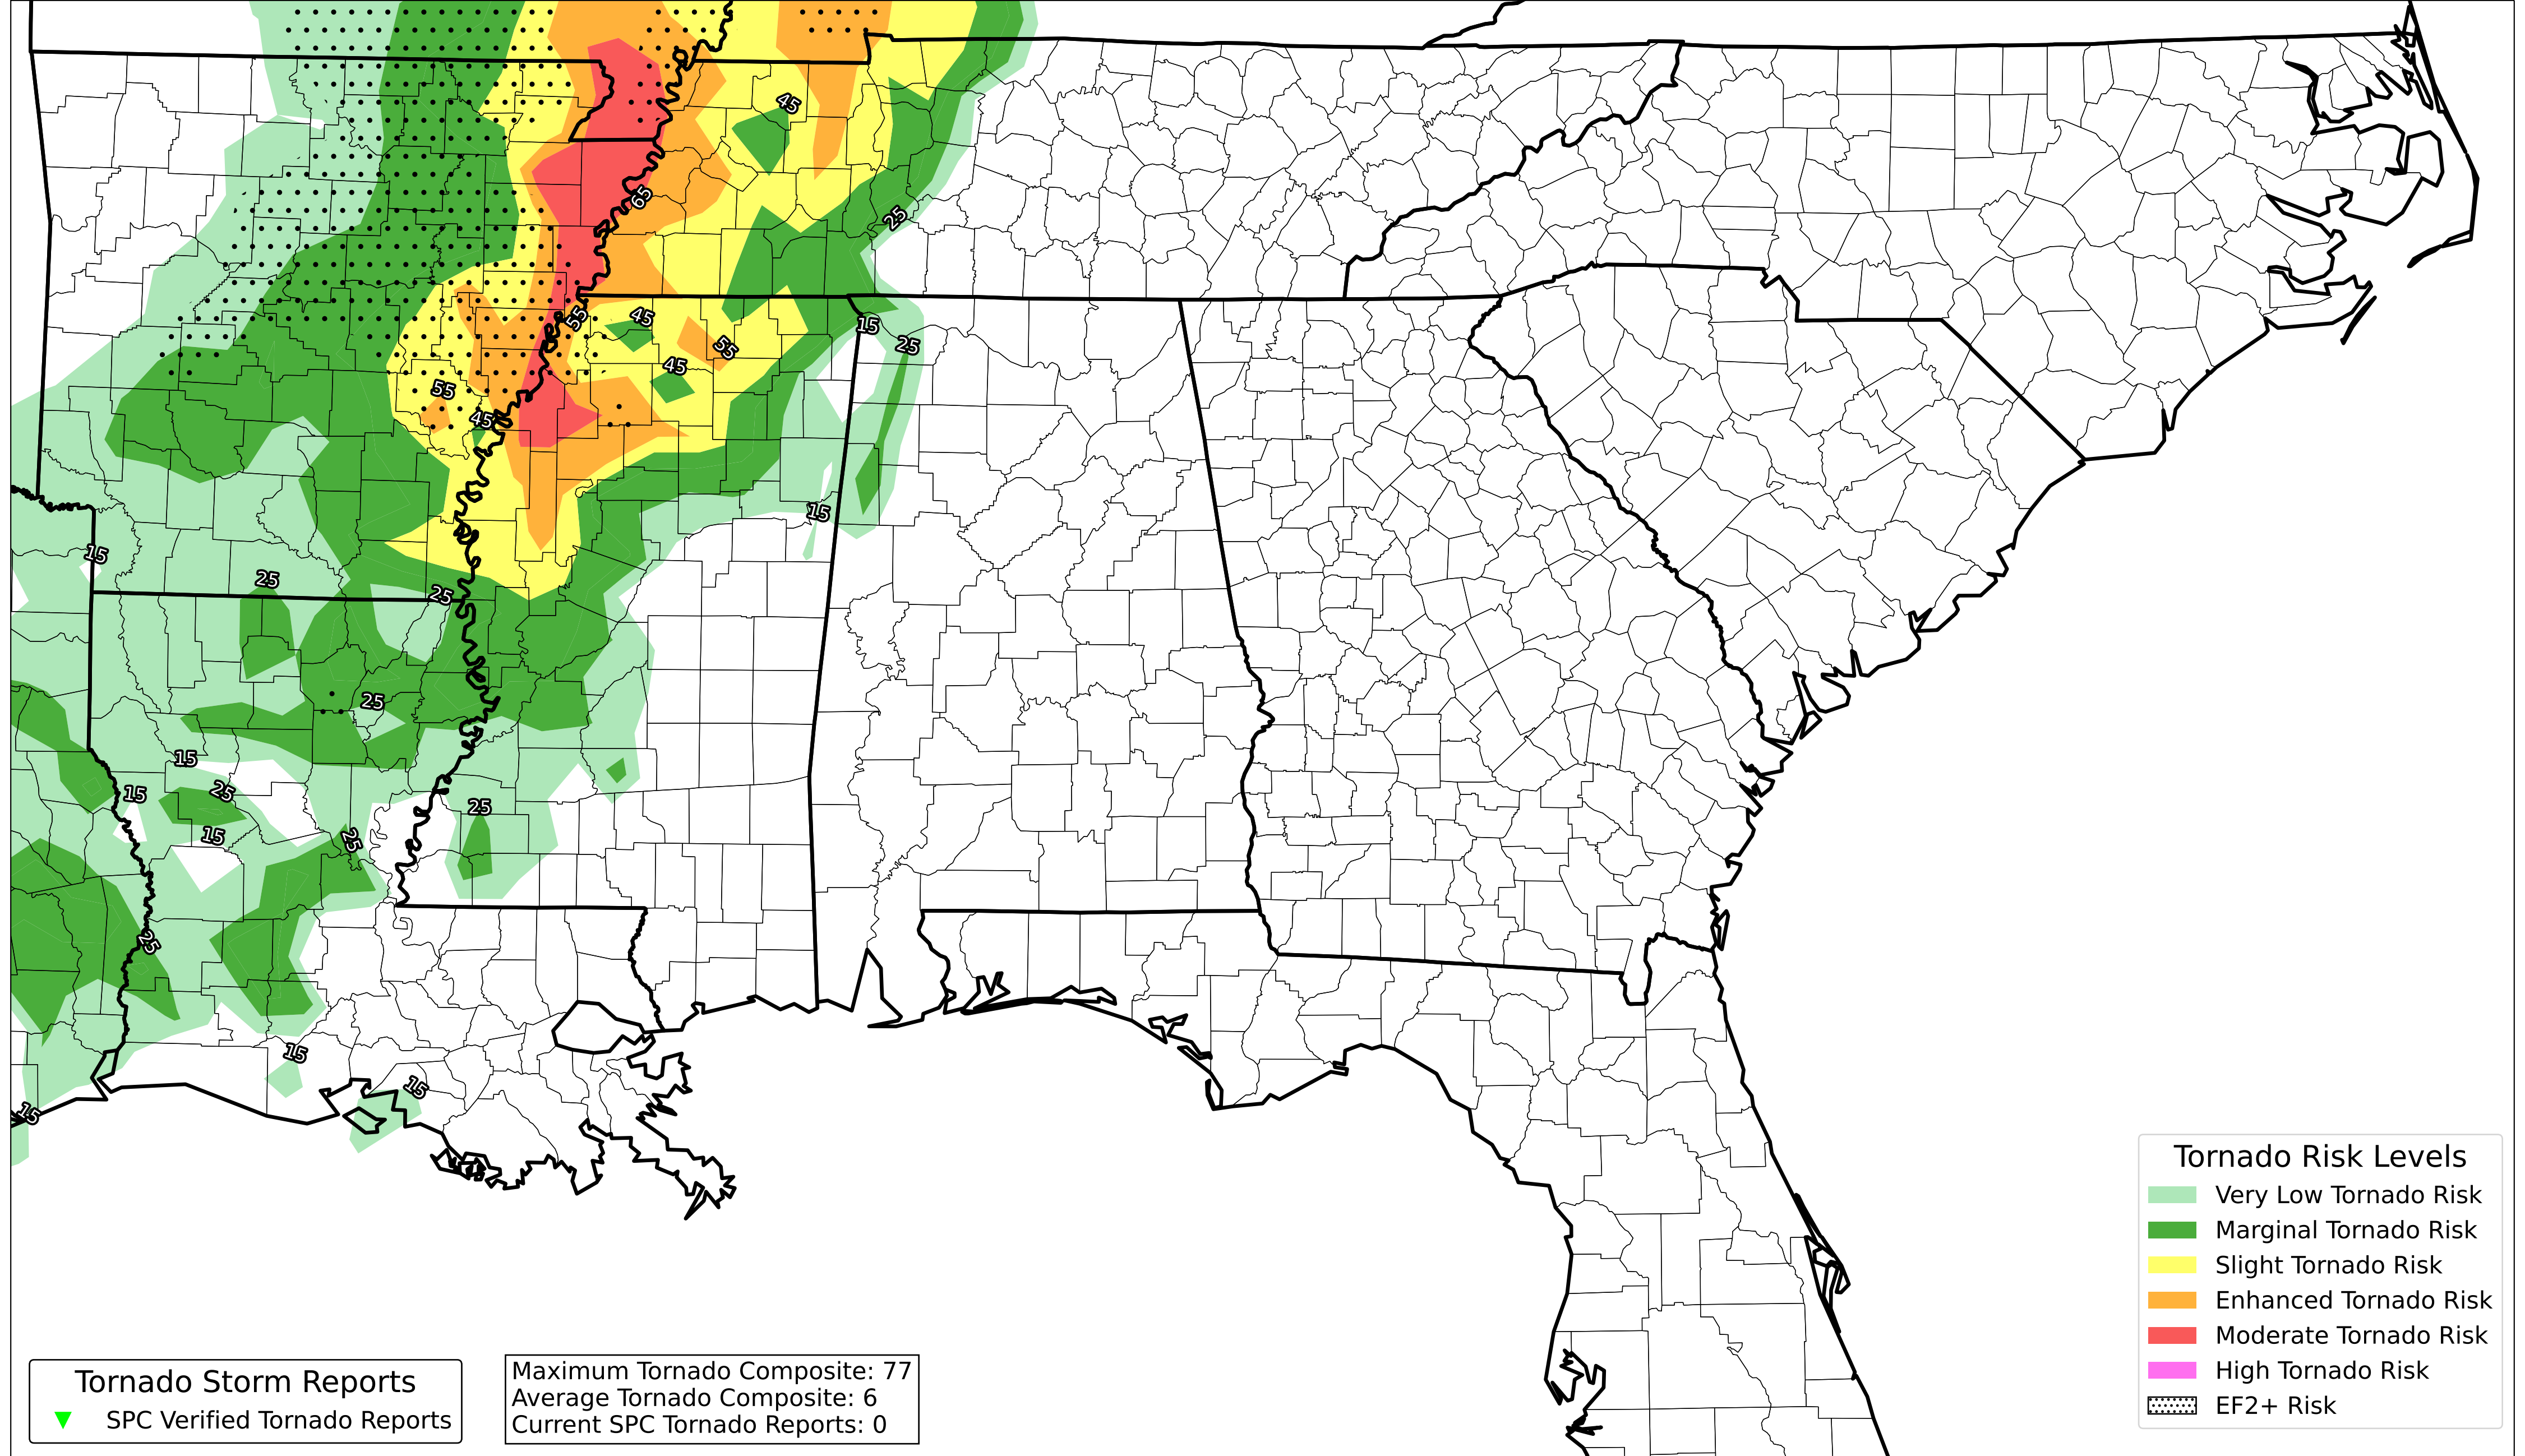 45
65
25
55
45
15
55
25
45
55
45
15
15
25
25
25
15
15
25
25
15
25
25
15
15
15
Tornado Risk Levels
Very Low Tornado Risk
Marginal Tornado Risk
Slight Tornado Risk
Enhanced Tornado Risk
Moderate Tornado Risk
High Tornado Risk
EF2+ Risk
Tornado Storm Reports
SPC Verified Tornado Reports
Maximum Tornado Composite: 77
Average Tornado Composite: 6
Current SPC Tornado Reports: 0